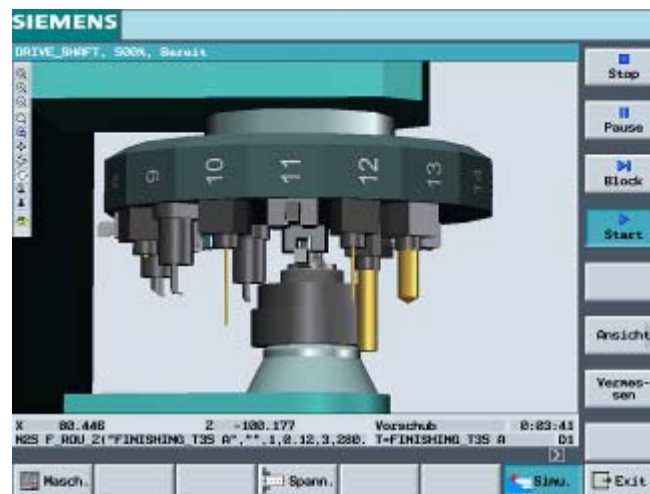 SIEMENS
DRIVE_SHAFT, 500%, Bereit
Stop
Pause
Block
Start
Ansicht
Vermes-
sen
9
10
11
12
13
14
X 80.446 Z -100.177 Vorschub 0:03:41
N25 F_ROU_Z("FINISHING_T35 A","",.1,0.12,3,280. T=FINISHING_T35 A D1
Masch.
Spann.
Simu.
Exit